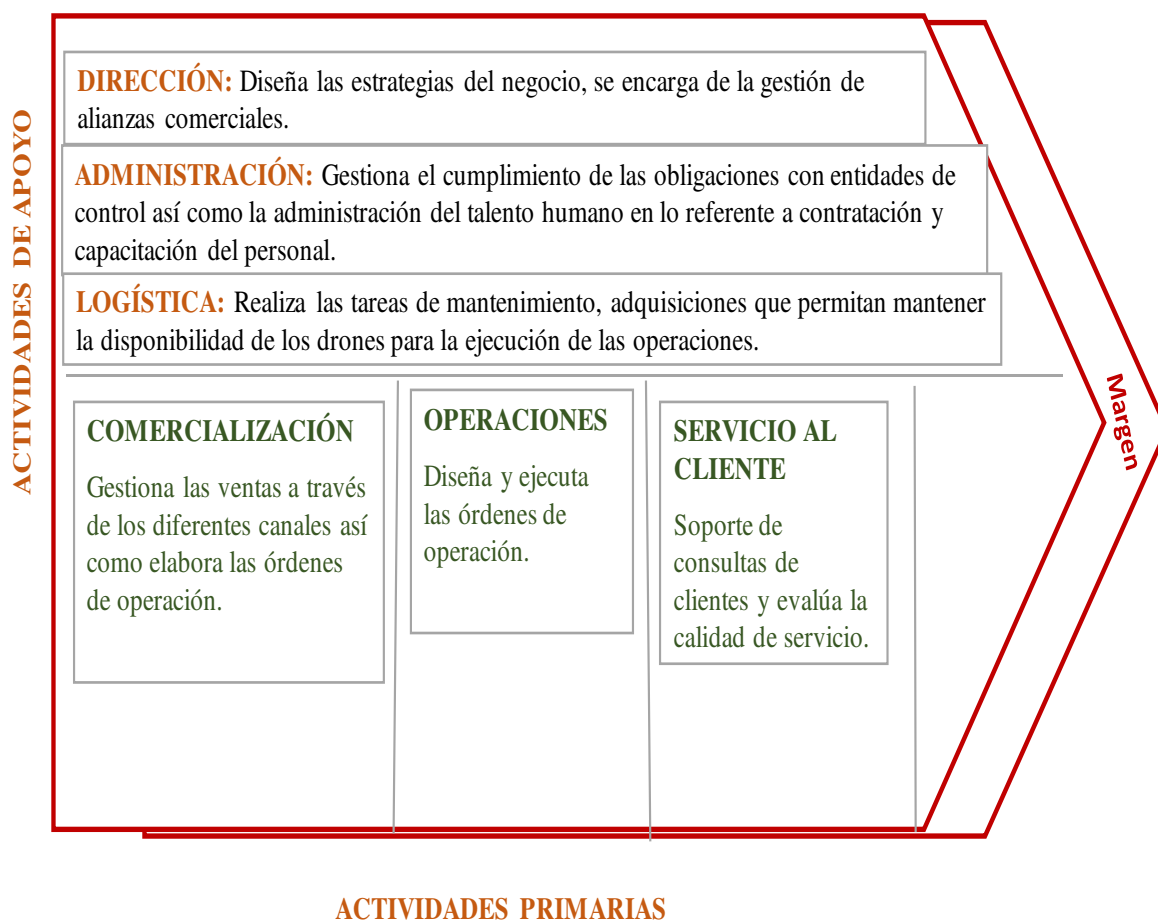 ACTIVIDADES DE APOYO
DIRECCIÓN: Diseña las estrategias del negocio, se encarga de la gestión de
alianzas comerciales.
ADMINISTRACIÓN: Gestiona el cumplimiento de las obligaciones con entidades de
control así como la administración del talento humano en lo referente a contratación y
capacitación del personal.
LOGÍSTICA: Realiza las tareas de mantenimiento, adquisiciones que permitan mantener
la disponibilidad de los drones para la ejecución de las operaciones.
COMERCIALIZACIÓN
Gestiona las ventas a través
de los diferentes canales así
como elabora las órdenes
de operación.
OPERACIONES
Diseña y ejecuta
las órdenes de
operación.
SERVICIO AL
CLIENTE
Soporte de
consultas de
clientes y evalúa la
calidad de servicio.
Margen
ACTIVIDADES PRIMARIAS